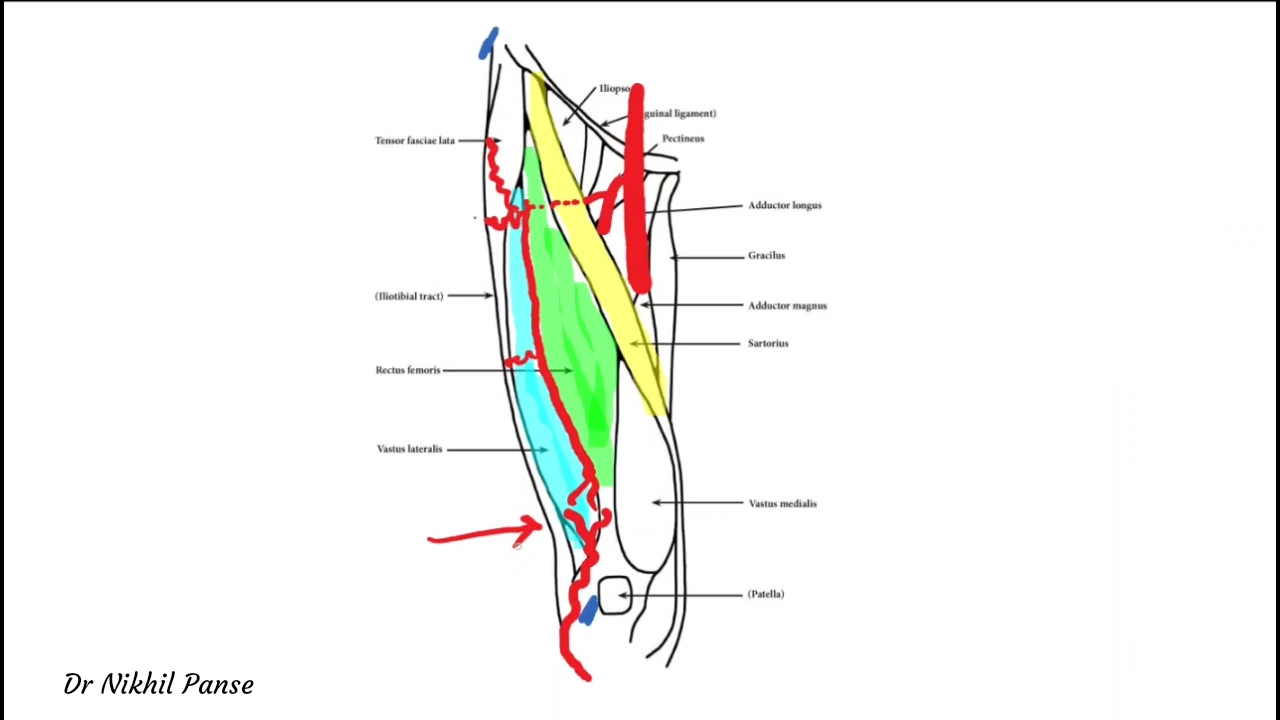 Iliopso
guinal ligament)
Pectineus
Tensor fasciae lata
Adductor longus
Gracilus
(Iliotibial tract)
Adductor magnus
Sartorius
Rectus femoris
Vastus lateralis
Vastus medialis
(Patella)
Dr Nikhil Panse